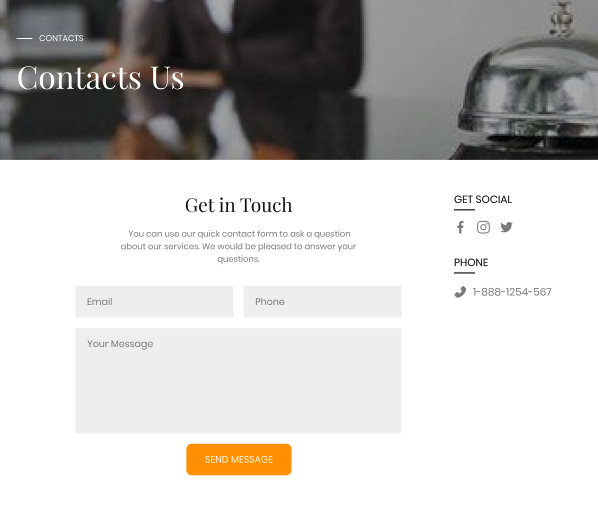 CONTACTS
Contacts Us
Get in Touch
You can use our quick contact form to ask a question
about our services. We would be pleased to answer your
questions.
Email
Phone
Your Message
SEND MESSAGE
GET SOCIAL
PHONE
1-888-1254-567